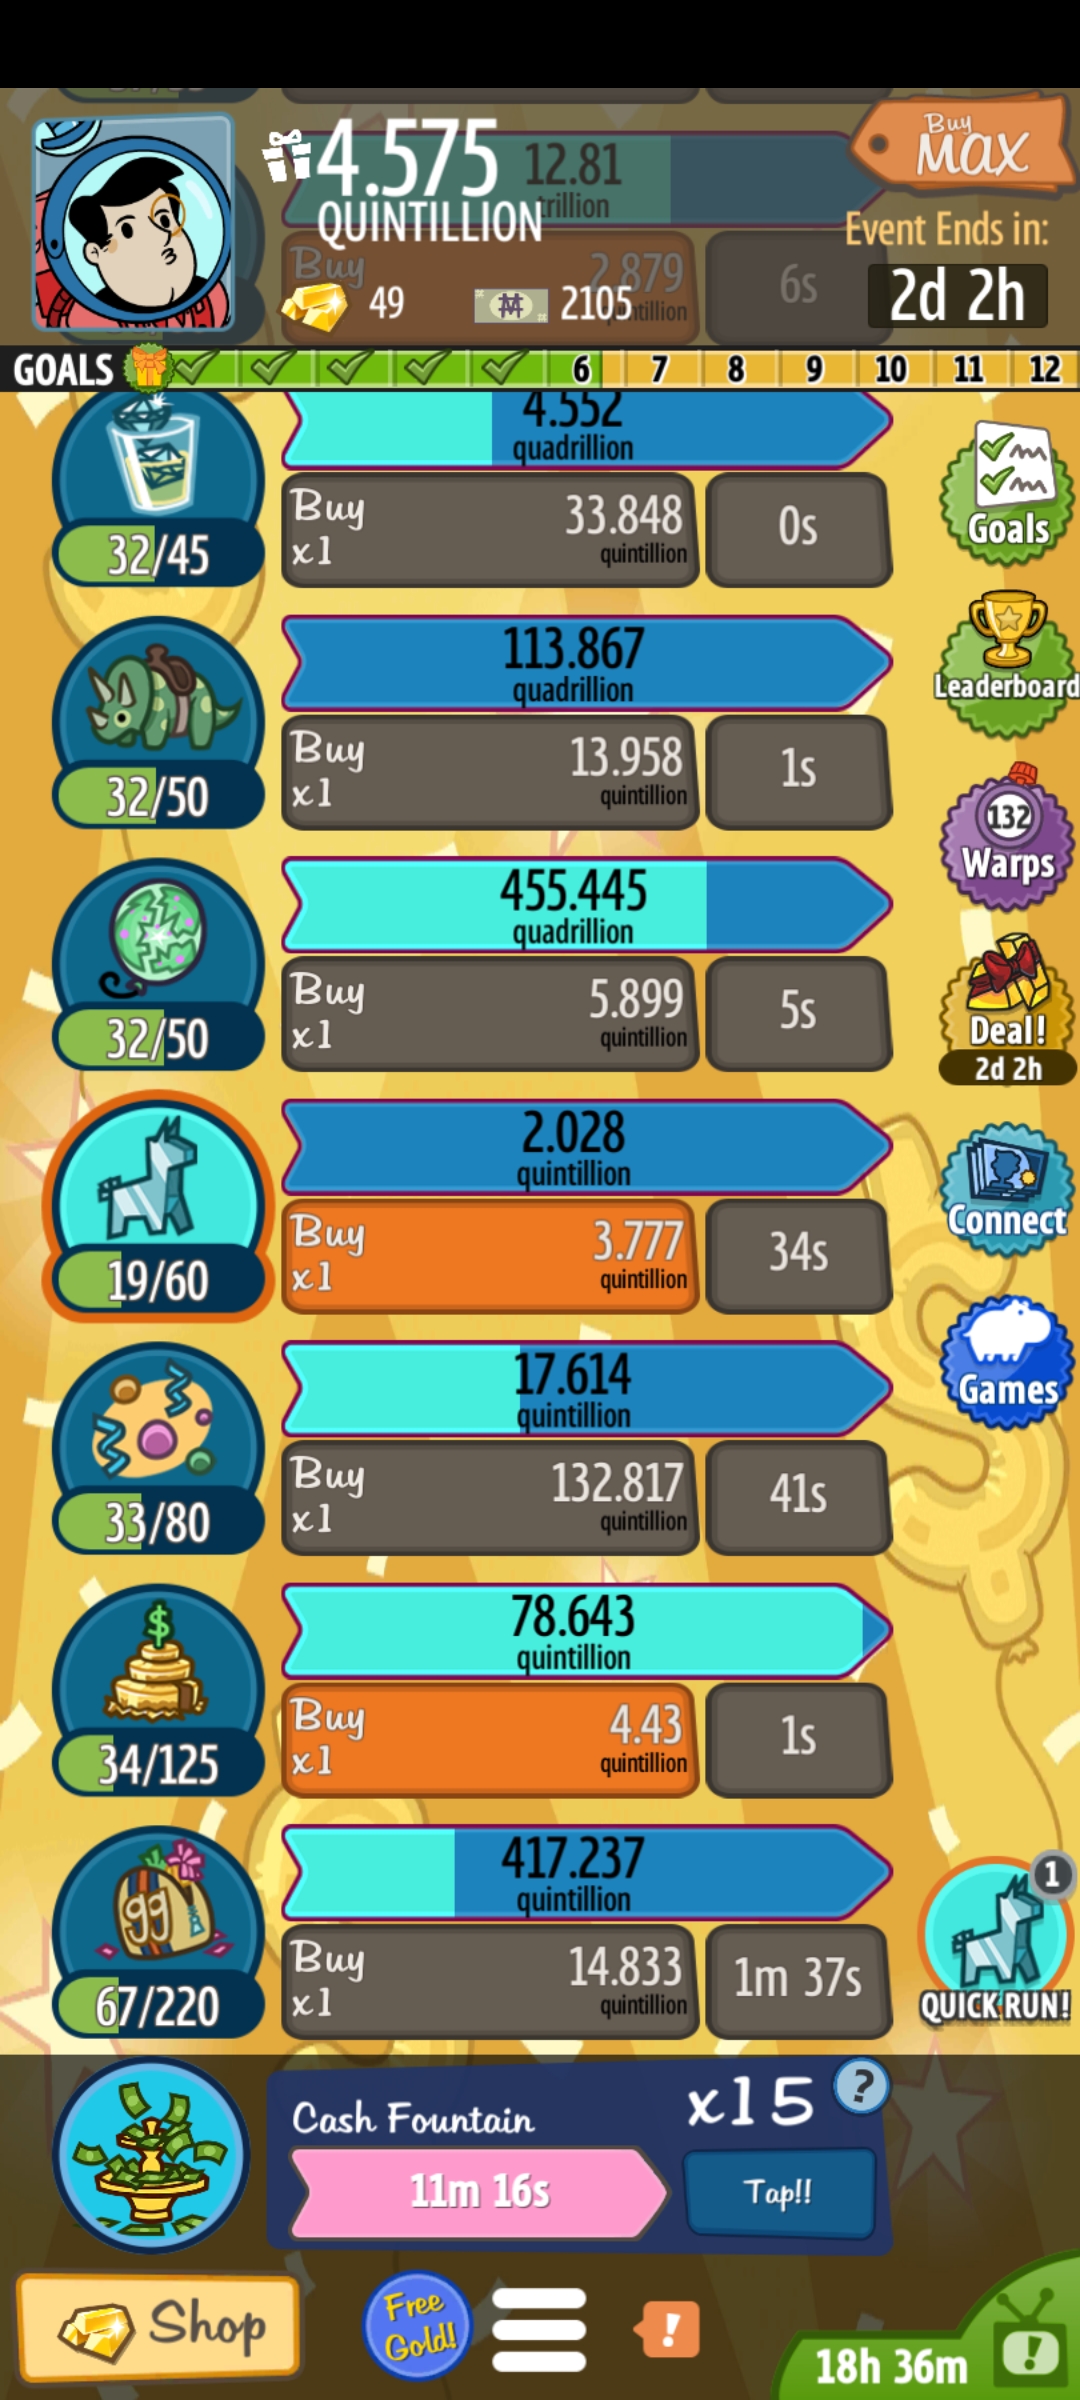 4.575
QUINTILLION
12.81
trillion
Buy
MAX
Event Ends in:
2d 2h
Buy
2.879
6s
49
2105
GOALS
6 7 8 9 10 11 12
4.552
quadrillion
32/45
Buy
x1
33.848
quintillion
0s
Goals
113.867
quadrillion
32/50
Buy
x1
13.958
quintillion
1s
Leaderboard
455.445
quadrillion
32/50
Buy
x1
5.899
quintillion
5s
132
Warps
Deal!
2d 2h
2.028
quintillion
19/60
Buy
x1
3.777
quintillion
34s
Connect
17.614
quintillion
33/80
Buy
x1
132.817
quintillion
41s
Games
78.643
quintillion
$
34/125
Buy
x1
4.43
quintillion
1s
417.237
quintillion
99
67/220
Buy
x1
14.833
quintillion
1m 37s
1
QUICK RUN!
Cash Fountain
x15
?
11m 16s
Tap!!
Shop
Free
Gold!
!
18h 36m
!